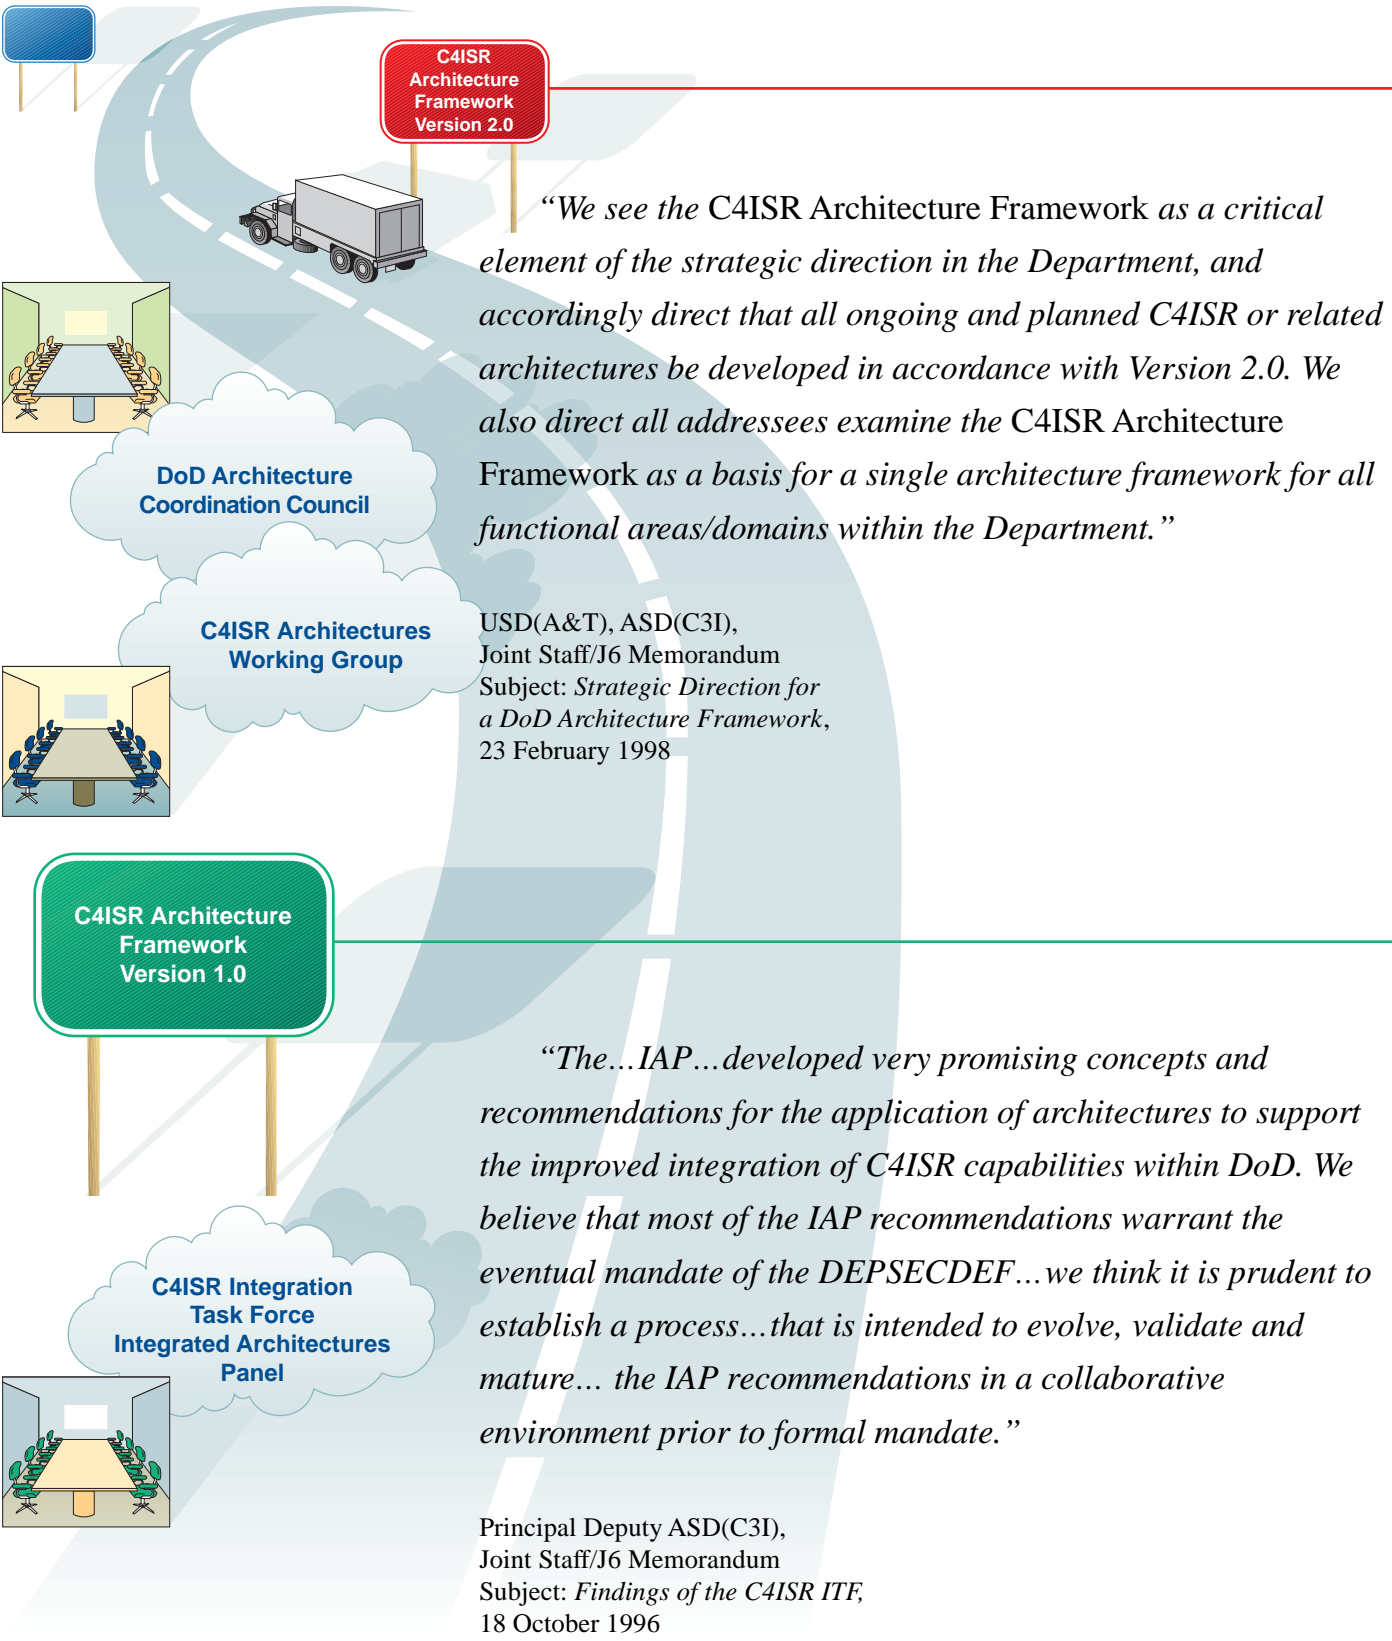 C4ISR
Architecture
Framework
Version 2.0
“We see the C4ISR Architecture Framework as a critical
element of the strategic direction in the Department, and
accordingly direct that all ongoing and planned C4ISR or related
architectures be developed in accordance with Version 2.0. We
also direct all addressees examine the C4ISR Architecture
Framework as a basis for a single architecture framework for all
functional areas/domains within the Department.”
DoD Architecture
Coordination Council
C4ISR Architectures
Working Group
USD(A&T), ASD(C3I),
Joint Staff/J6 Memorandum
Subject: Strategic Direction for
a DoD Architecture Framework,
23 February 1998
C4ISR Architecture
Framework
Version 1.0
“The…IAP…developed very promising concepts and
recommendations for the application of architectures to support
the improved integration of C4ISR capabilities within DoD. We
believe that most of the IAP recommendations warrant the
eventual mandate of the DEPSECDEF…we think it is prudent to
establish a process…that is intended to evolve, validate and
mature… the IAP recommendations in a collaborative
environment prior to formal mandate.”
C4ISR Integration
Task Force
Integrated Architectures
Panel
Principal Deputy ASD(C3I),
Joint Staff/J6 Memorandum
Subject: Findings of the C4ISR ITF,
18 October 1996